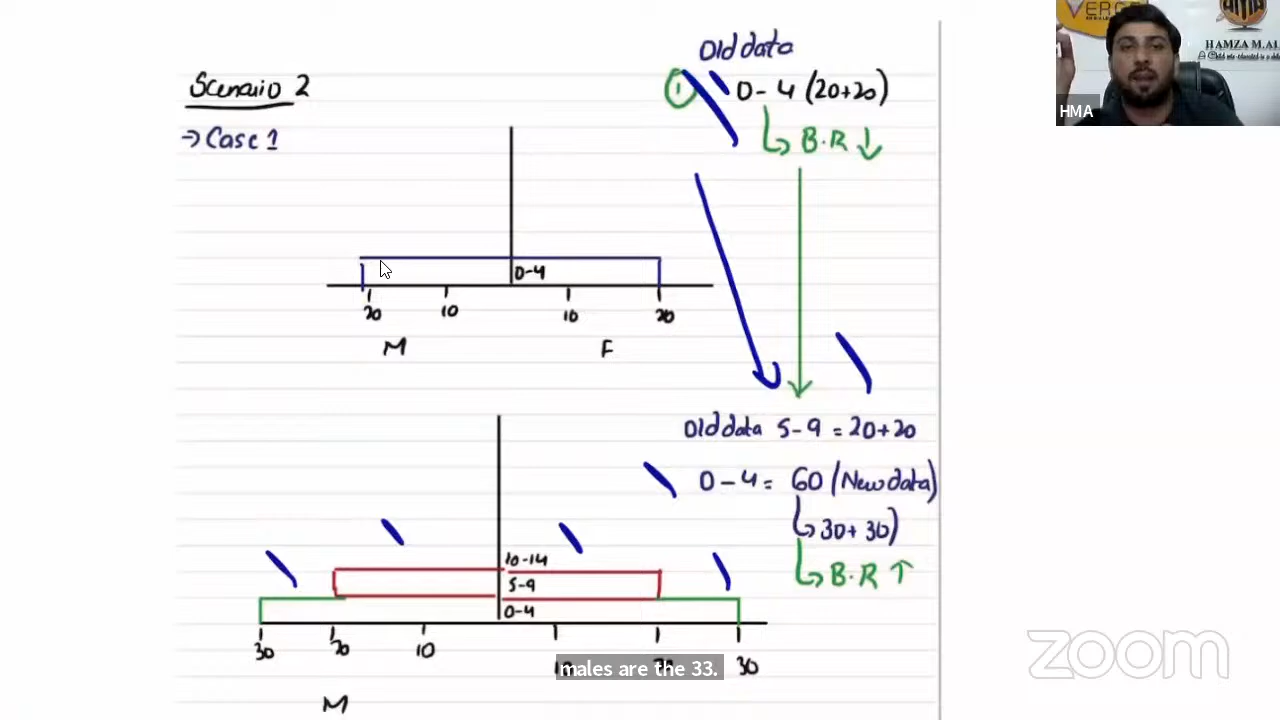 Scenario 2
→ Case 1
0-4
20
10
10
20
M
F
Old data
① 0-4 (20+20)
B.R ↓
Old data 5-9 = 20+20
0-4 = 60 (New data)
30+30)
B.R ↑
10-14
5-9
0-4
30
20
10
30
M
males are the 33.
VERGE
HAMZA M.AL
HMA
zoom